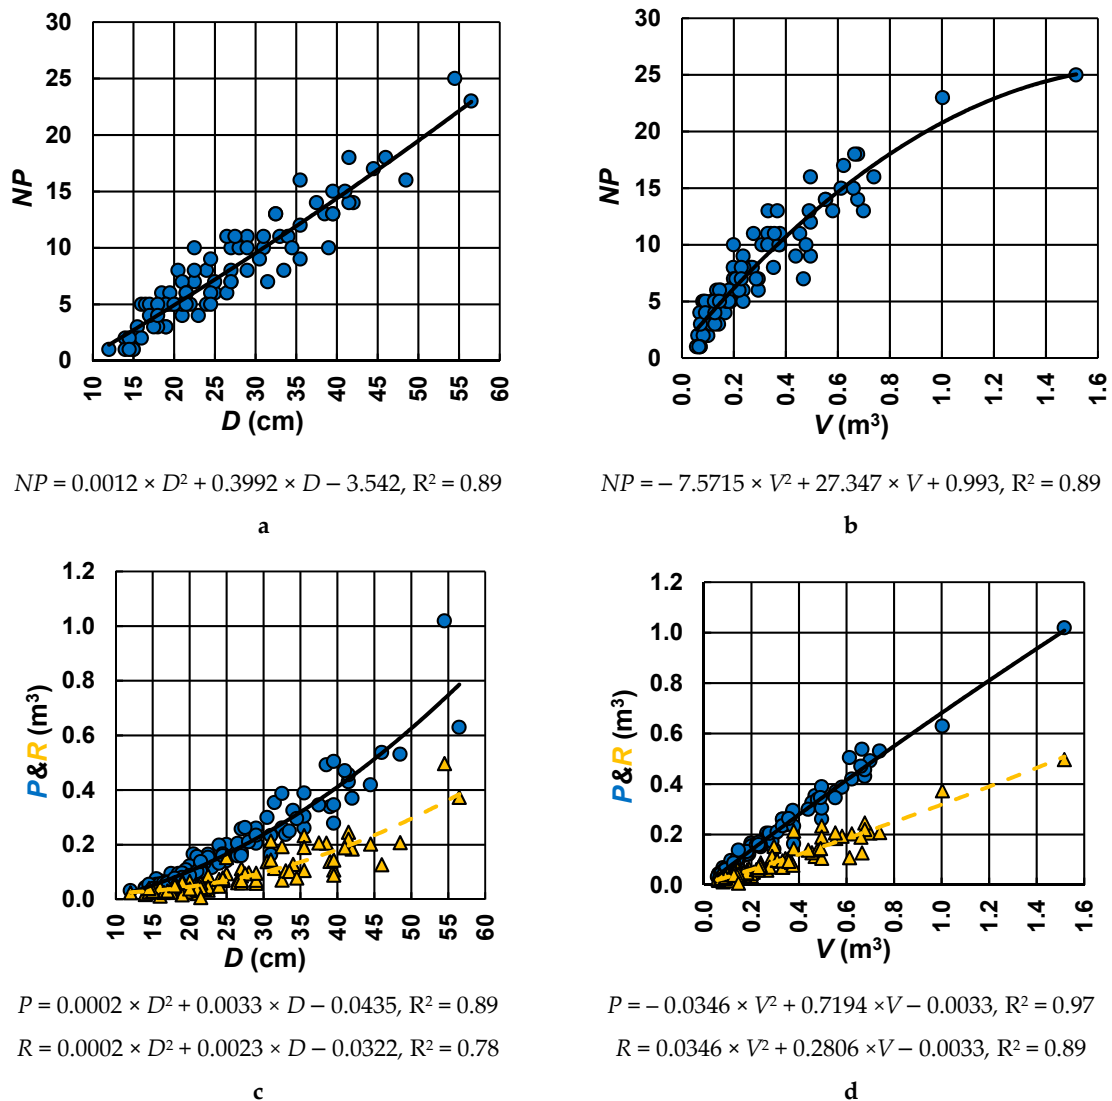 30
25
20
15
10
5
0
NP
10 15 20 25 30 35 40 45 50 55 60
D (cm)
NP = 0.0012 × D² + 0.3992 × D – 3.542, R² = 0.89
a
30
25
20
15
10
5
0
NP
0.0 0.2 0.4 0.6 0.8 1.0 1.2 1.4 1.6
V (m³)
NP = – 7.5715 × V² + 27.347 × V + 0.993, R² = 0.89
b
1.2
1.0
0.8
0.6
0.4
0.2
0.0
P&R (m³)
10 15 20 25 30 35 40 45 50 55 60
D (cm)
P = 0.0002 × D² + 0.0033 × D – 0.0435, R² = 0.89
R = 0.0002 × D² + 0.0023 × D – 0.0322, R² = 0.78
c
1.2
1.0
0.8
0.6
0.4
0.2
0.0
P&R (m³)
0.0 0.2 0.4 0.6 0.8 1.0 1.2 1.4 1.6
V (m³)
P = – 0.0346 × V² + 0.7194 ×V – 0.0033, R² = 0.97
R = 0.0346 × V² + 0.2806 ×V – 0.0033, R² = 0.89
d